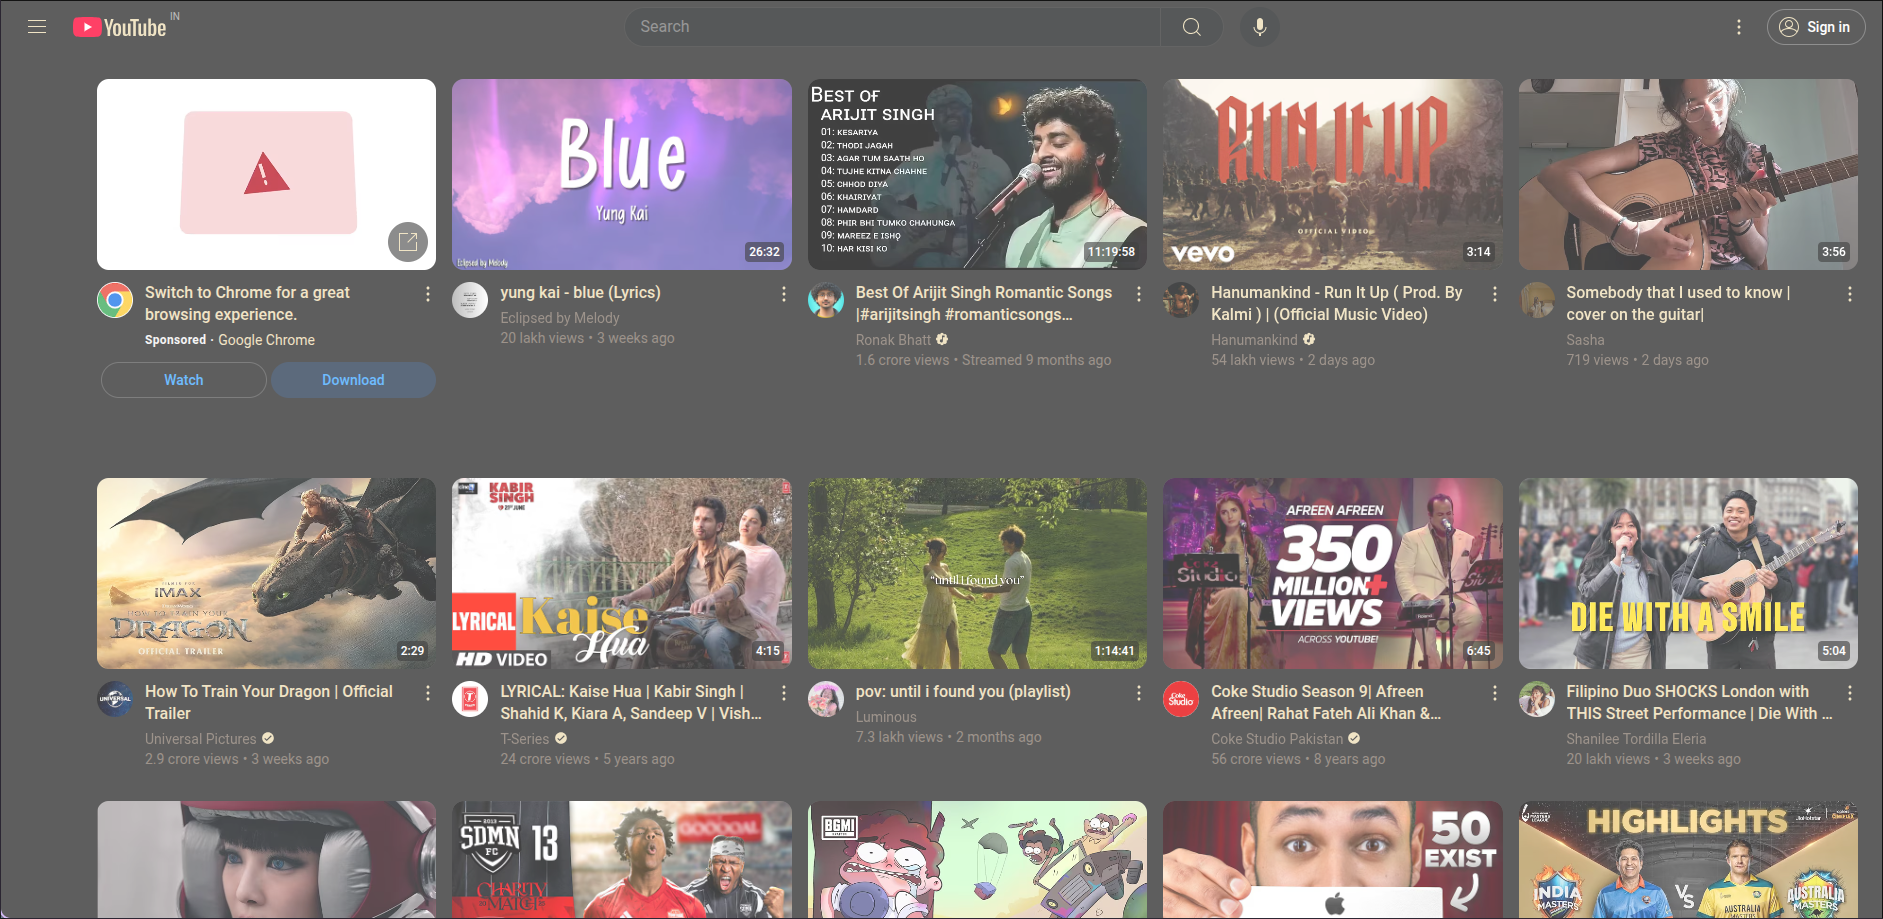 YouTube IN
Search
Sign in
Blue
Yung Kai
Eclipsed by Melody
26:32
BEST OF
ARIJIT SINGH
01: KESARIYA
02: THODI JAGAH
03: AGAR TUM SAATH HO
04: TUJHE KITNA CHAHNE
05: CHHOD DIYA
06: KHAIRIYAT
07: HAMDARD
08: PHIR BHI TUMKO CHAHUNGA
09: MAREEZ E ISHQ
10: HAR KISI KO
11:19:58
RUN IT UP
OFFICIAL VIDEO
vevo
3:14
3:56
Switch to Chrome for a great
browsing experience.
Sponsored · Google Chrome
Watch
Download
yung kai - blue (Lyrics)
Eclipsed by Melody
20 lakh views • 3 weeks ago
Best Of Arijit Singh Romantic Songs
|#arijitsingh #romanticsongs...
Ronak Bhatt
1.6 crore views • Streamed 9 months ago
Hanumankind - Run It Up ( Prod. By
Kalmi ) | (Official Music Video)
Hanumankind
54 lakh views • 2 days ago
Somebody that I used to know |
cover on the guitar|
Sasha
719 views • 2 days ago
IMAX
HOW TO TRAIN YOUR
DRAGON
OFFICIAL TRAILER
2:29
KABIR
SINGH
21ST JUNE
LYRICAL
Kaise
Hua
HD VIDEO
4:15
"until i found you"
1:14:41
AFREEN AFREEN
350
MILLION+
VIEWS
ACROSS YOUTUBE!
Studio
6:45
DIE WITH A SMILE
5:04
UNIVERSAL
How To Train Your Dragon | Official
Trailer
Universal Pictures
2.9 crore views • 3 weeks ago
LYRICAL: Kaise Hua | Kabir Singh |
Shahid K, Kiara A, Sandeep V | Vish...
T-Series
24 crore views • 5 years ago
pov: until i found you (playlist)
Luminous
7.3 lakh views • 2 months ago
Coke
Studio
Coke Studio Season 9| Afreen
Afreen| Rahat Fateh Ali Khan &...
Coke Studio Pakistan
56 crore views • 8 years ago
Filipino Duo SHOCKS London with
THIS Street Performance | Die With ...
Shanilee Tordilla Eleria
20 lakh views • 3 weeks ago
2013
SDMN
FC
13
CHARITY
MATCH
GOOOOAL
BGMI
50
EXIST
HIGHLIGHTS
JioHotstar
INDIA
MASTERS
VS
AUSTRALIA
MASTERS
AUSTRALIA